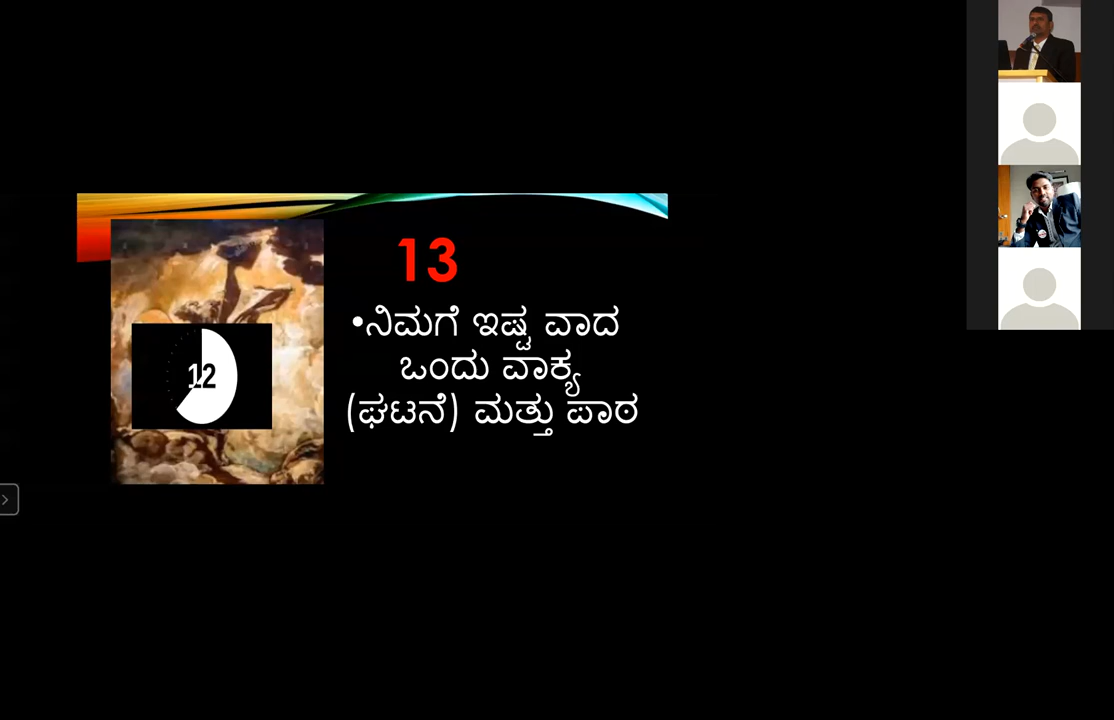 13
•ನಿಮಗೆ ಇಷ್ಟ ವಾದ
ಒಂದು ವಾಕ್ಯ
(ಘಟನೆ) ಮತ್ತು ಪಾಠ
12